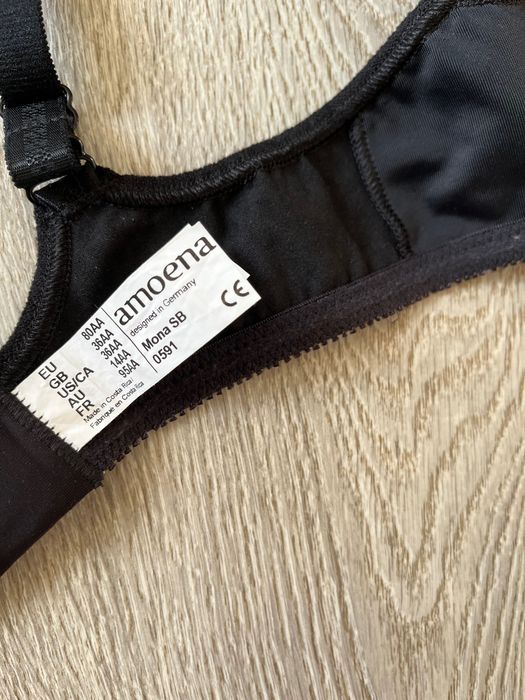 amoena
designed in Germany
Mona SB
0591
CE
EU 80AA
GB 36AA
US/CA 36AA
AU 14AA
FR 95AA
Made in Costa Rica/
Fabrique en Costa Rica